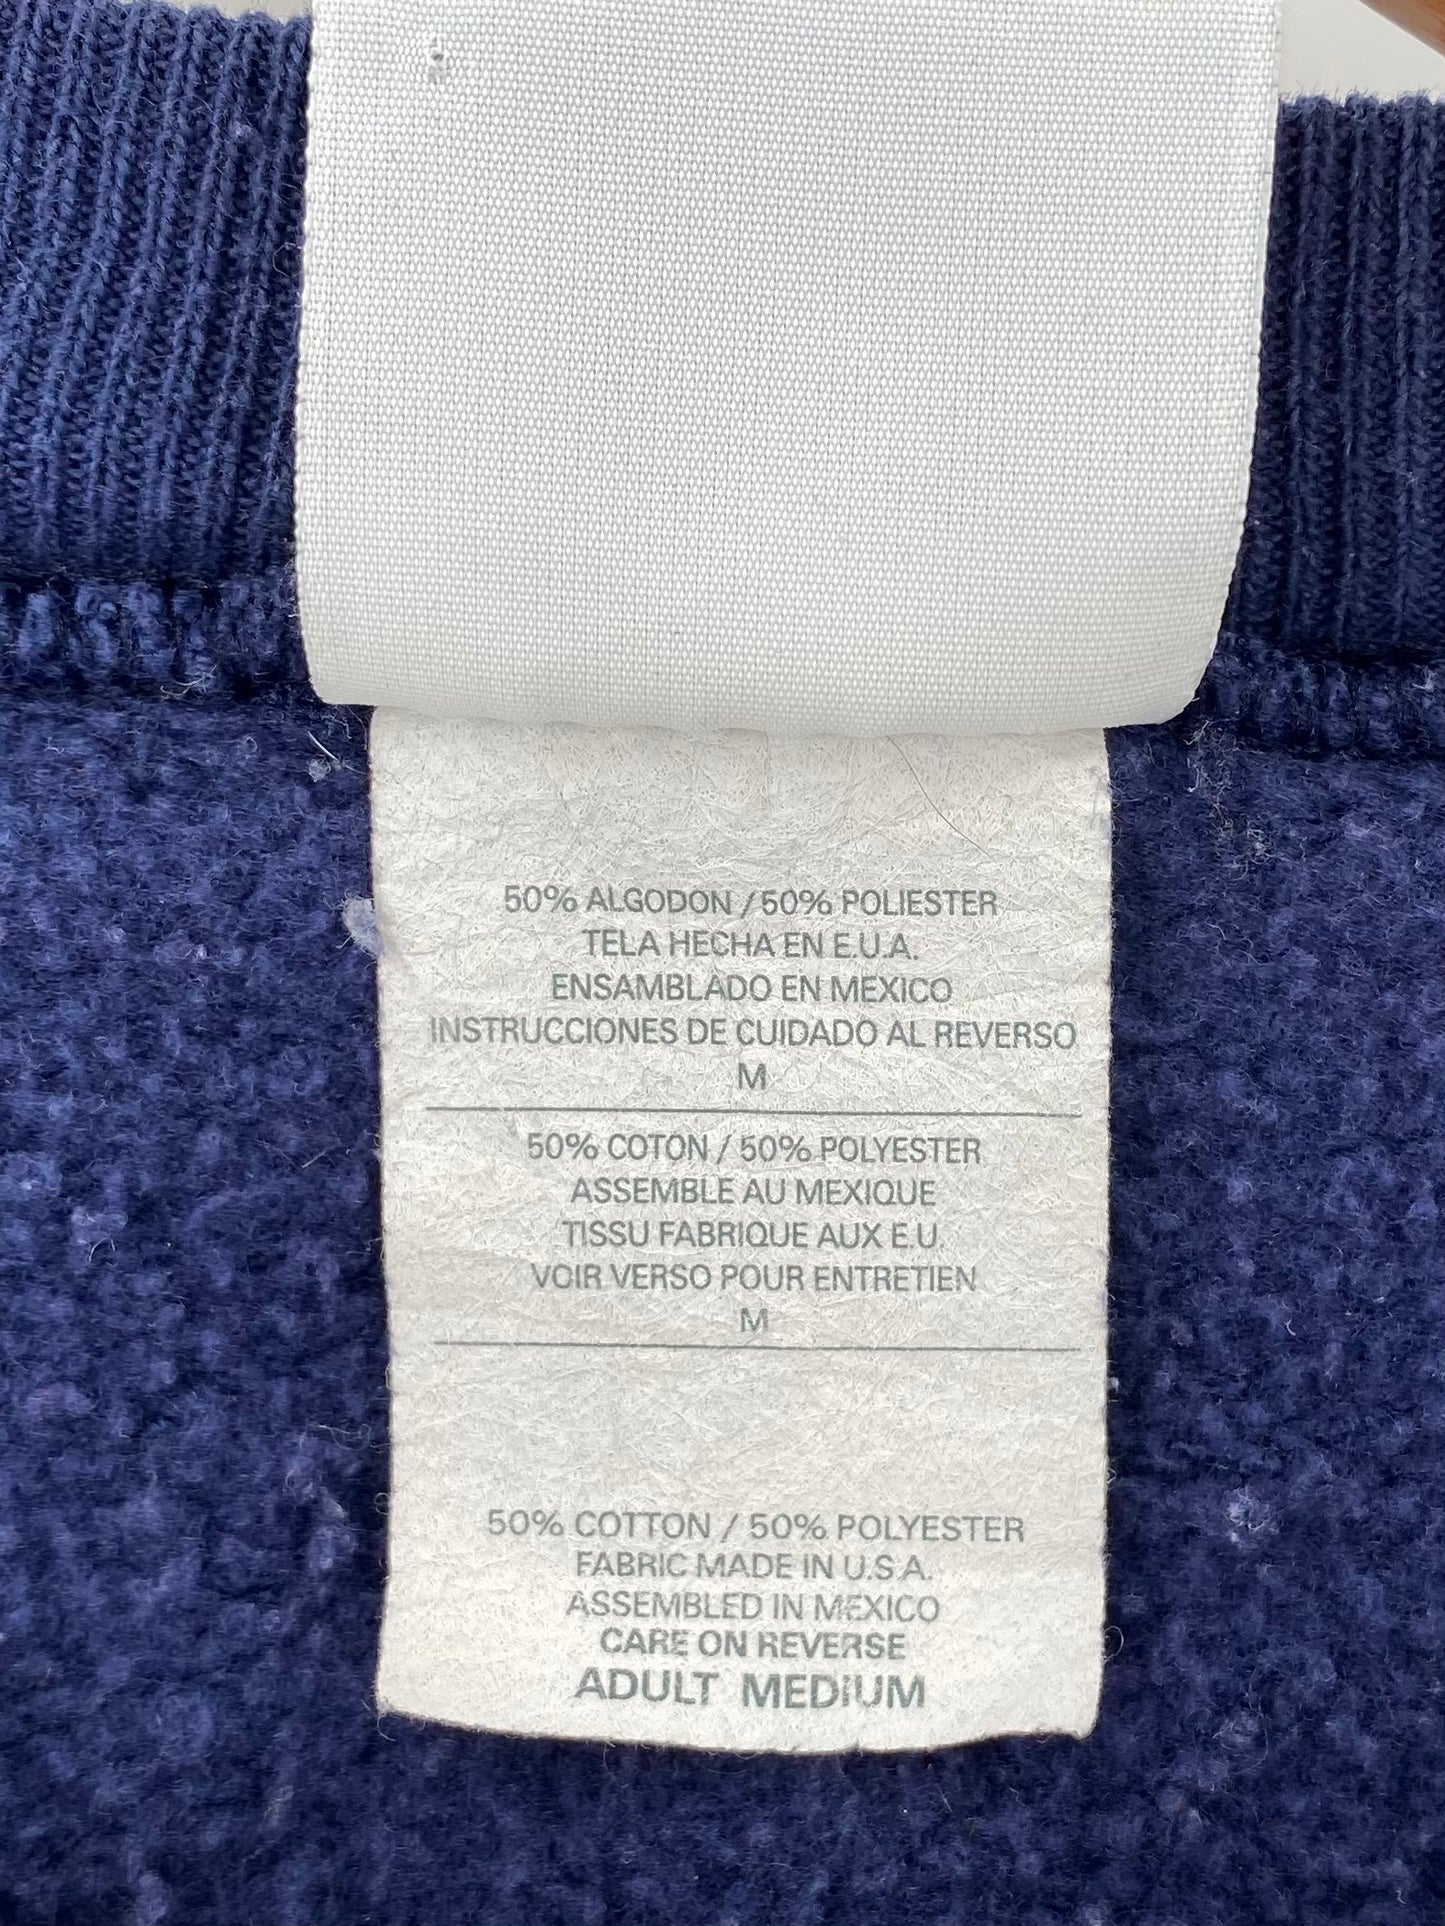 50% ALGODON / 50% POLIESTER
TELA HECHA EN E.U.A.
ENSAMBLADO EN MEXICO
INSTRUCCIONES DE CUIDADO AL REVERSO
M
50% COTON / 50% POLYESTER
ASSEMBLE AU MEXIQUE
TISSU FABRIQUE AUX E.U.
VOIR VERSO POUR ENTRETIEN
M
50% COTTON / 50% POLYESTER
FABRIC MADE IN U.S.A.
ASSEMBLED IN MEXICO
CARE ON REVERSE
ADULT MEDIUM